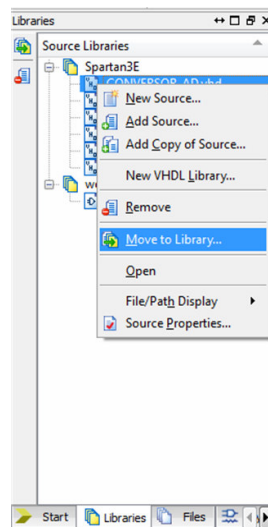 Libraries
Source Libraries
Spartan3E
CONVERSOR_AD.vhd
New Source...
Add Source...
Add Copy of Source...
New VHDL Library...
Remove
Move to Library...
Open
File/Path Display
Source Properties...
Start Libraries Files